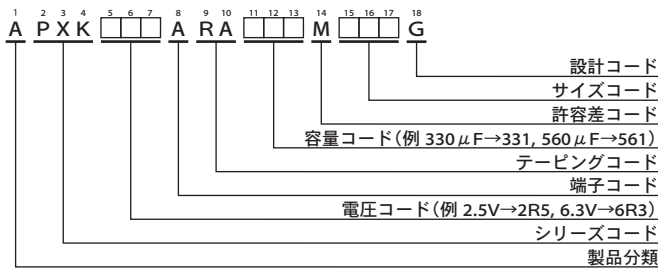 1 2 3 4 5 6 7 8 9 10 11 12 13 14 15 16 17 18
A P X K □□□ A R A □□□ M □□□ G
設計コード
サイズコード
許容差コード
容量コード(例 330μF→331, 560μF→561)
テーピングコード
端子コード
電圧コード(例 2.5V→2R5, 6.3V→6R3)
シリーズコード
製品分類